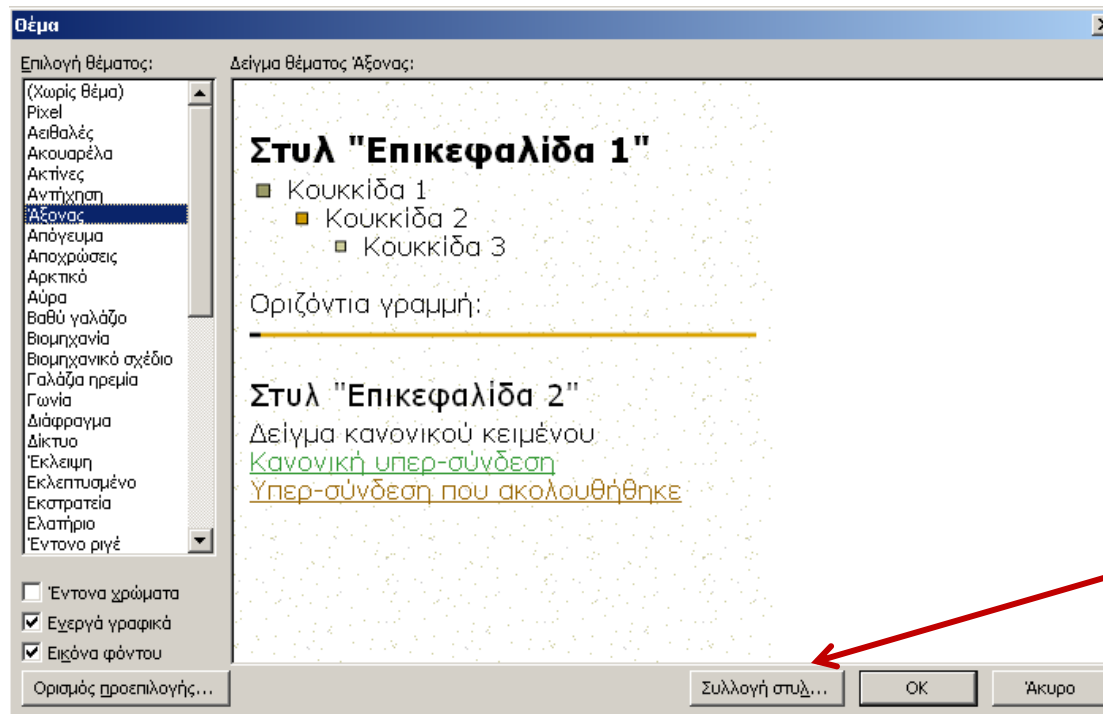 Θέμα
Επιλογή θέματος:
Δείγμα θέματος Άξονας:
(Χωρίς θέμα)
Pixel
Αειθαλές
Ακουαρέλα
Ακτίνες
Αντήχηση
Άξονας
Απόγευμα
Αποχρώσεις
Αρκτικό
Αύρα
Βαθύ γαλάζιο
Βιομηχανία
Βιομηχανικό σχέδιο
Γαλάζια ηρεμία
Γωνία
Διάφραγμα
Δίκτυο
Έκλειψη
Εκλεπτυσμένο
Εκστρατεία
Ελατήριο
Έντονο ριγέ
Στυλ "Επικεφαλίδα 1"
Κουκκίδα 1
Κουκκίδα 2
Κουκκίδα 3
Οριζόντια γραμμή:
Στυλ "Επικεφαλίδα 2"
Δείγμα κανονικού κειμένου
Κανονική υπερ-σύνδεση
Υπερ-σύνδεση που ακολουθήθηκε
Έντονα χρώματα
Ενεργά γραφικά
Εικόνα φόντου
Ορισμός προεπιλογής...
Συλλογή στυλ...
OK
Άκυρο